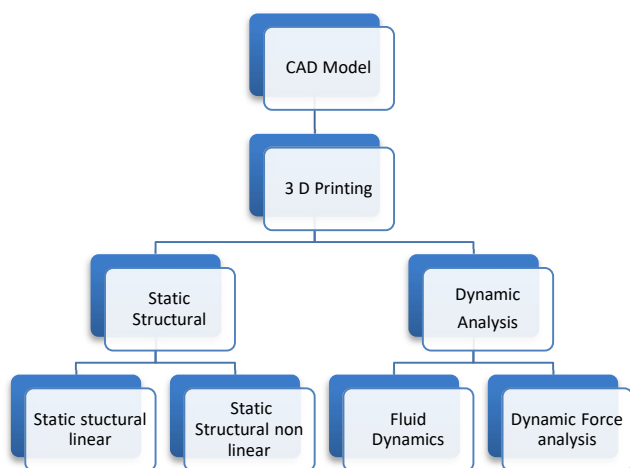 CAD Model
3 D Printing
Static
Structural
Dynamic
Analysis
Static stuctural
linear
Static
Structural non
linear
Fluid
Dynamics
Dynamic Force
analysis